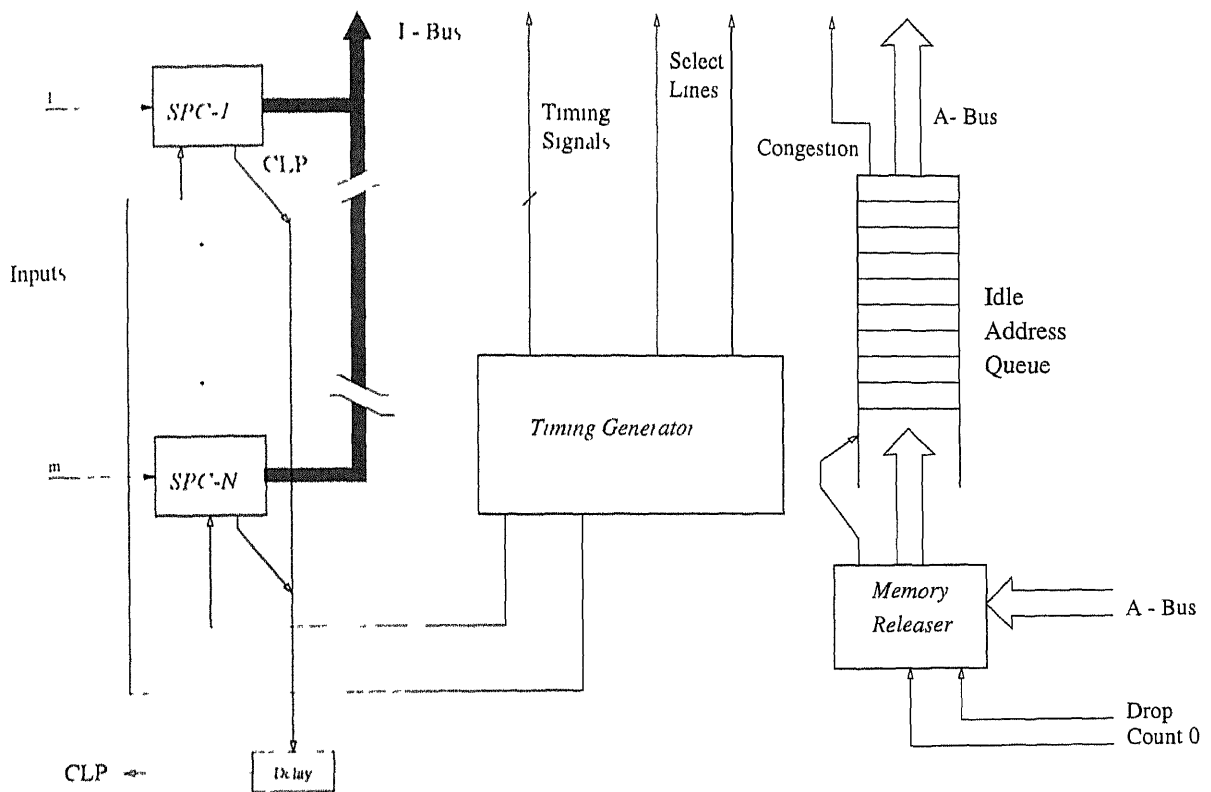 I - Bus
Select
Lines
A- Bus
1
SPC-1
Timing
Signals
CLP
Congestion
Inputs
Idle
Address
Queue
Timing Generator
m
SPC-N
Memory
Releaser
A - Bus
Drop
Count 0
CLP
Delay